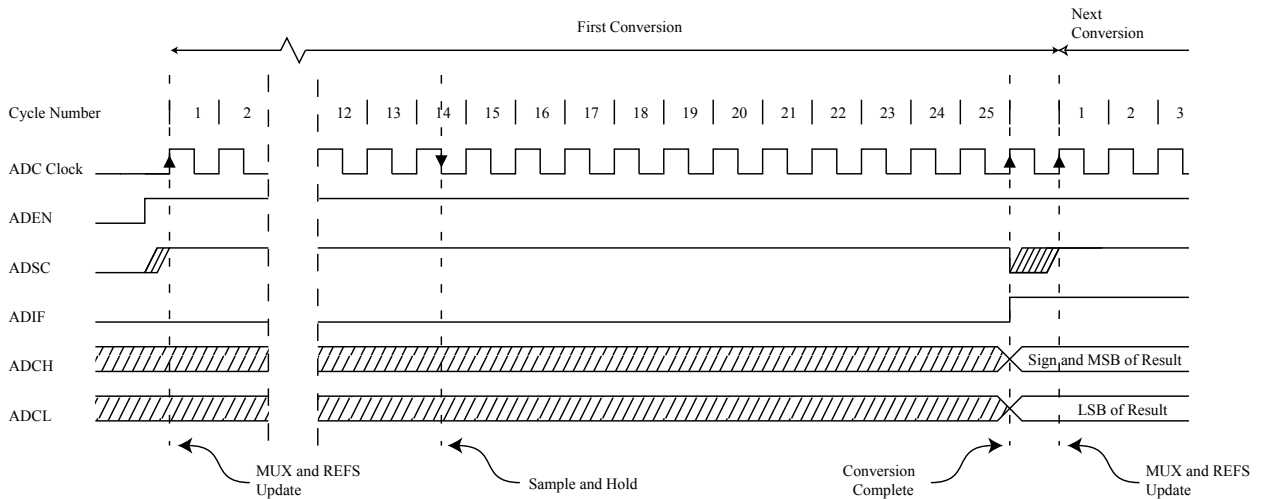 First Conversion
Next
Conversion
Cycle Number 1 2 12 13 14 15 16 17 18 19 20 21 22 23 24 25 1 2 3
ADC Clock
ADEN
ADSC
ADIF
ADCH Sign and MSB of Result
ADCL LSB of Result
MUX and REFS
Update
Sample and Hold
Conversion
Complete
MUX and REFS
Update